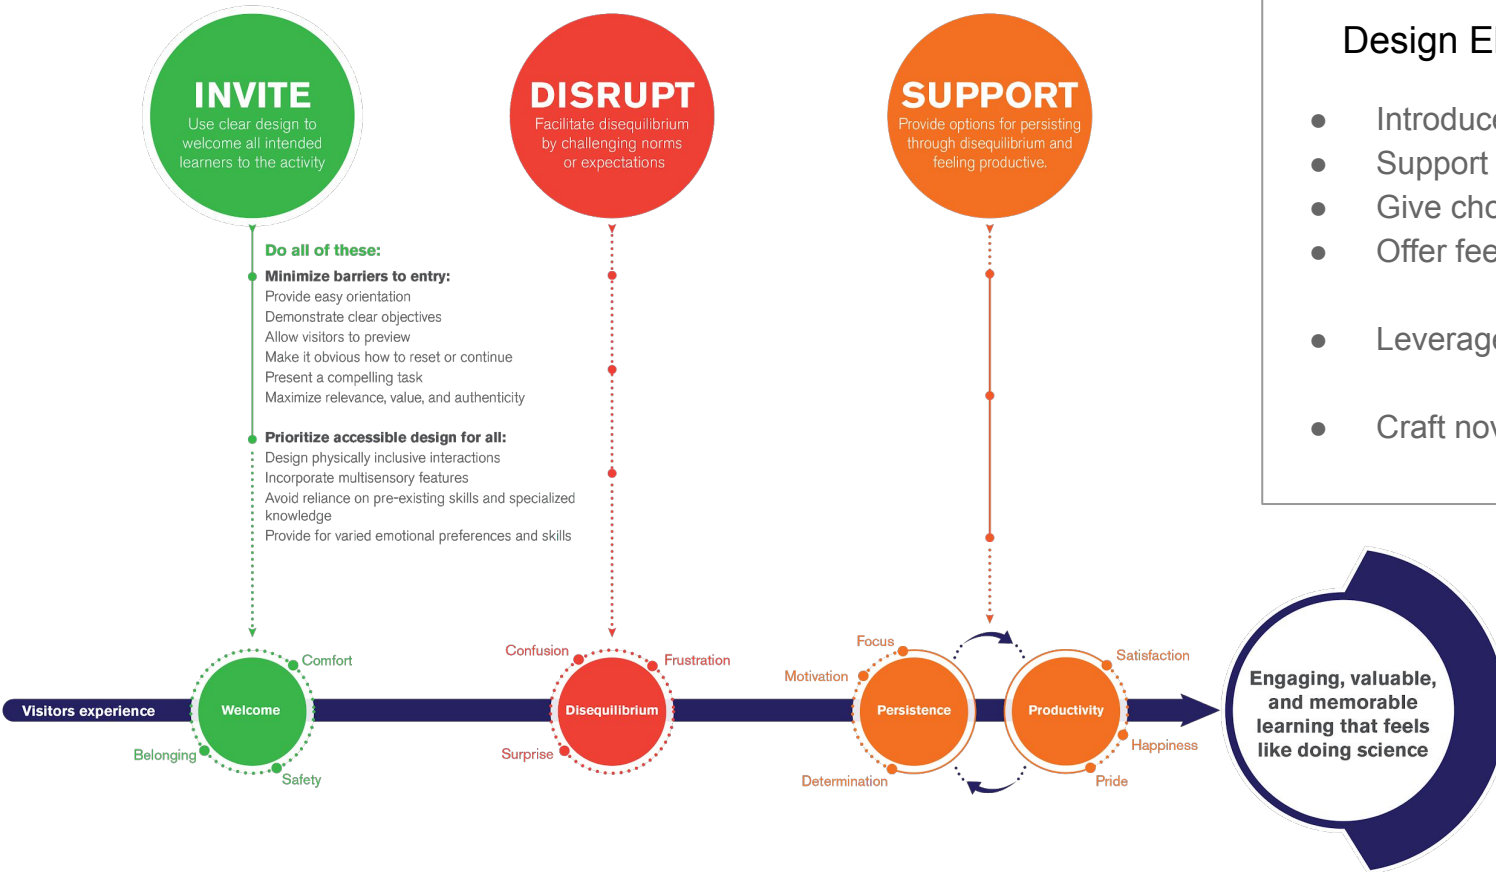 INVITE
Use clear design to
welcome all intended
learners to the activity
DISRUPT
Facilitate disequilibrium
by challenging norms
or expectations
SUPPORT
Provide options for persisting
through disequilibrium and
feeling productive.
Do all of these:
Minimize barriers to entry:
Provide easy orientation
Demonstrate clear objectives
Allow visitors to preview
Make it obvious how to reset or continue
Present a compelling task
Maximize relevance, value, and authenticity
Prioritize accessible design for all:
Design physically inclusive interactions
Incorporate multisensory features
Avoid reliance on pre-existing skills and specialized
knowledge
Provide for varied emotional preferences and skills
Design
● Introduce
● Support
● Give
● Offer
● Leverage
● Craft
Visitors experience
Welcome
Comfort
Belonging
Safety
Disequilibrium
Confusion
Frustration
Surprise
Persistence
Focus
Motivation
Determination
Productivity
Satisfaction
Happiness
Pride
Engaging, valuable,
and memorable
learning that feels
like doing science